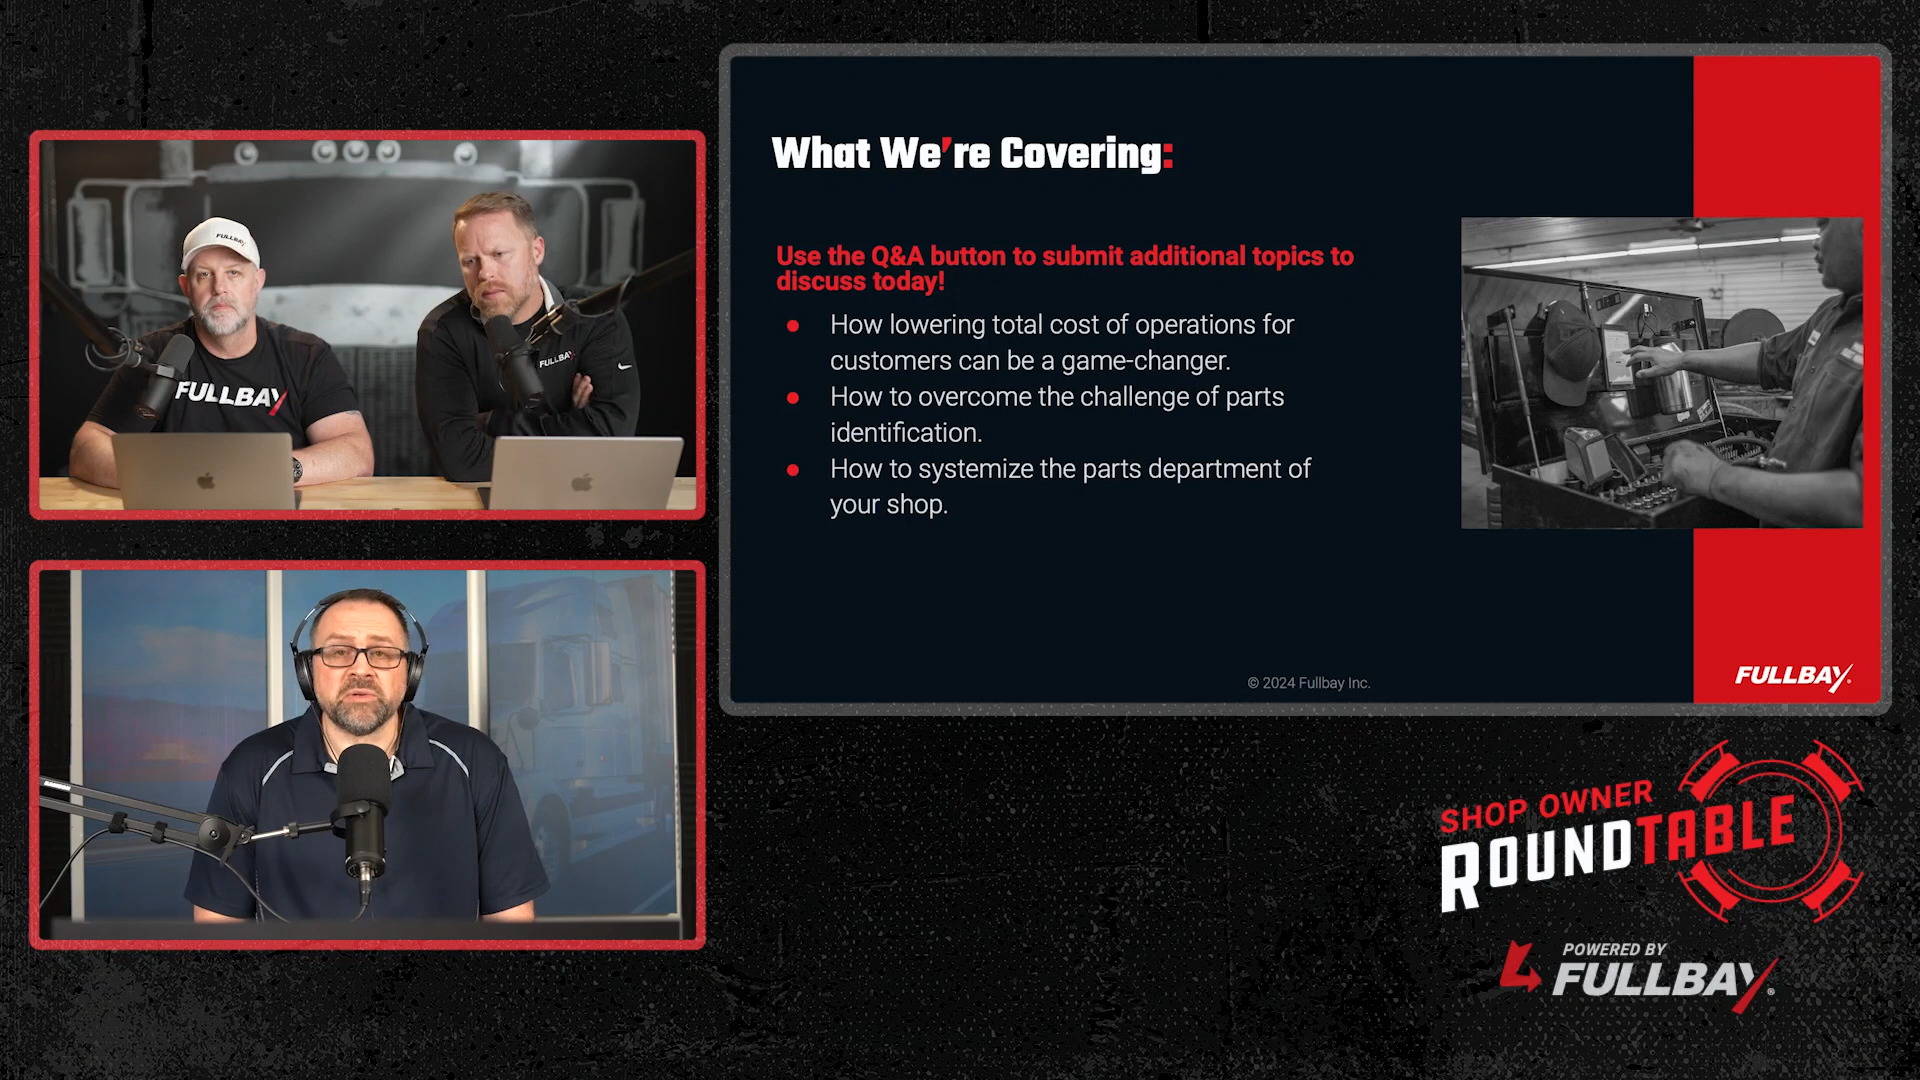 FULLBAY
FULLBAY
FULLBAY
What We're Covering:
Use the Q&A button to submit additional topics to
discuss today!
● How lowering total cost of operations for
customers can be a game-changer.
● How to overcome the challenge of parts
identification.
● How to systemize the parts department of
your shop.
© 2024 Fullbay Inc.
FULLBAY®
SHOP OWNER
ROUNDTABLE
POWERED BY
FULLBAY®